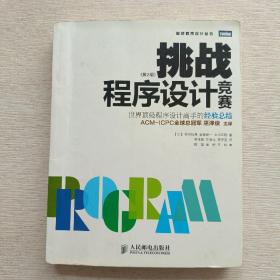 挑战
程序设计
竞赛
(第2版)
世界顶级程序设计高手的经验总结
ACM-ICPC全球总冠军 巫泽俊 主译
PROGRAM
人民邮电出版社